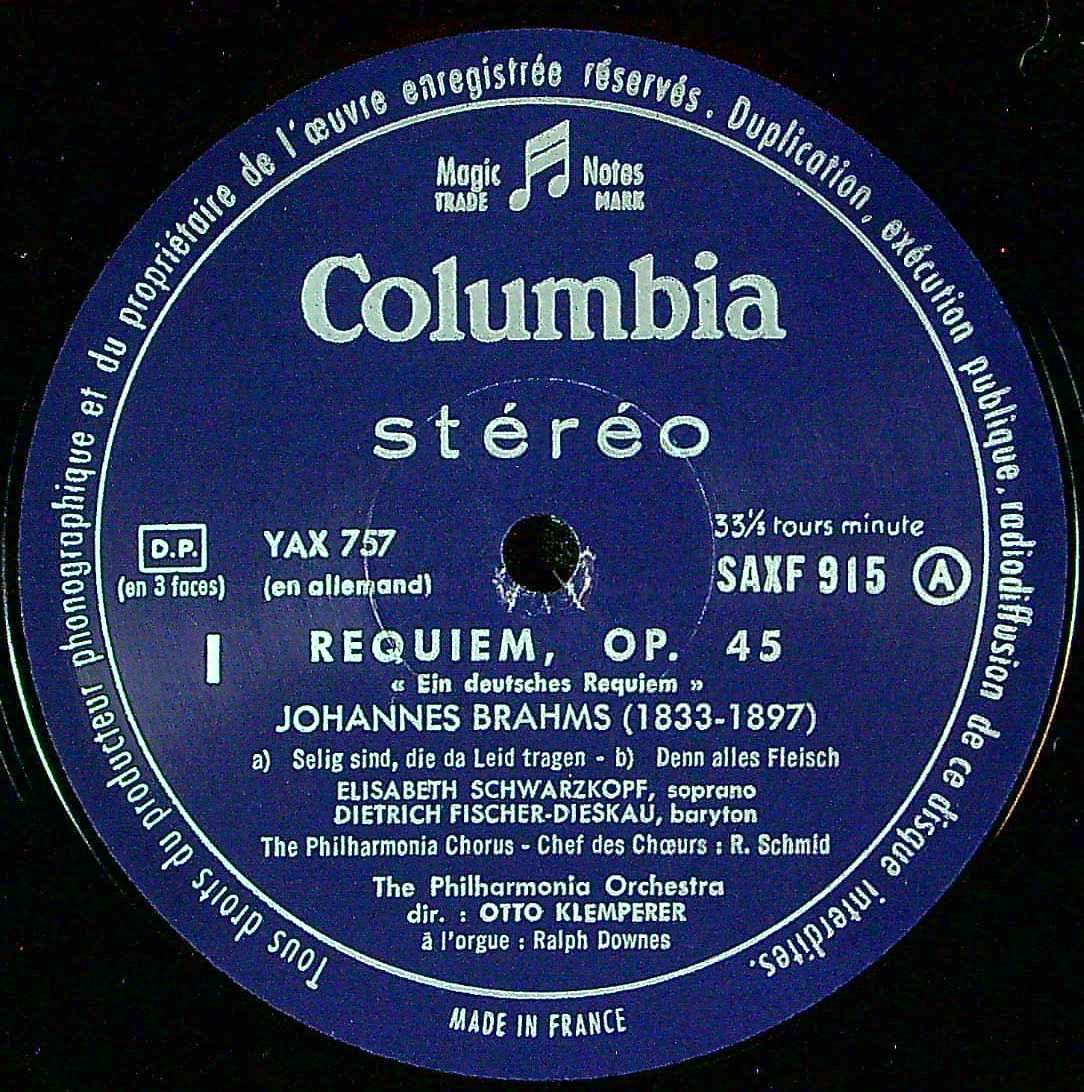 Tous droits du producteur phonographique et du propriétaire de l'œuvre enregistrée réservés. Duplication, exécution publique, radiodiffusion de ce disque interdites.
Magic Notes
TRADE MARK
Columbia
stéréo
33⅓ tours minute
D.P. YAX 757 SAXF 915 A
(en 3 faces) (en allemand)
I REQUIEM, OP. 45
« Ein deutsches Requiem »
JOHANNES BRAHMS (1833-1897)
a) Selig sind, die da Leid tragen - b) Denn alles Fleisch
ELISABETH SCHWARZKOPF, soprano
DIETRICH FISCHER-DIESKAU, baryton
The Philharmonia Chorus - Chef des Chœurs : R. Schmid
The Philharmonia Orchestra
dir. : OTTO KLEMPERER
à l'orgue : Ralph Downes
MADE IN FRANCE